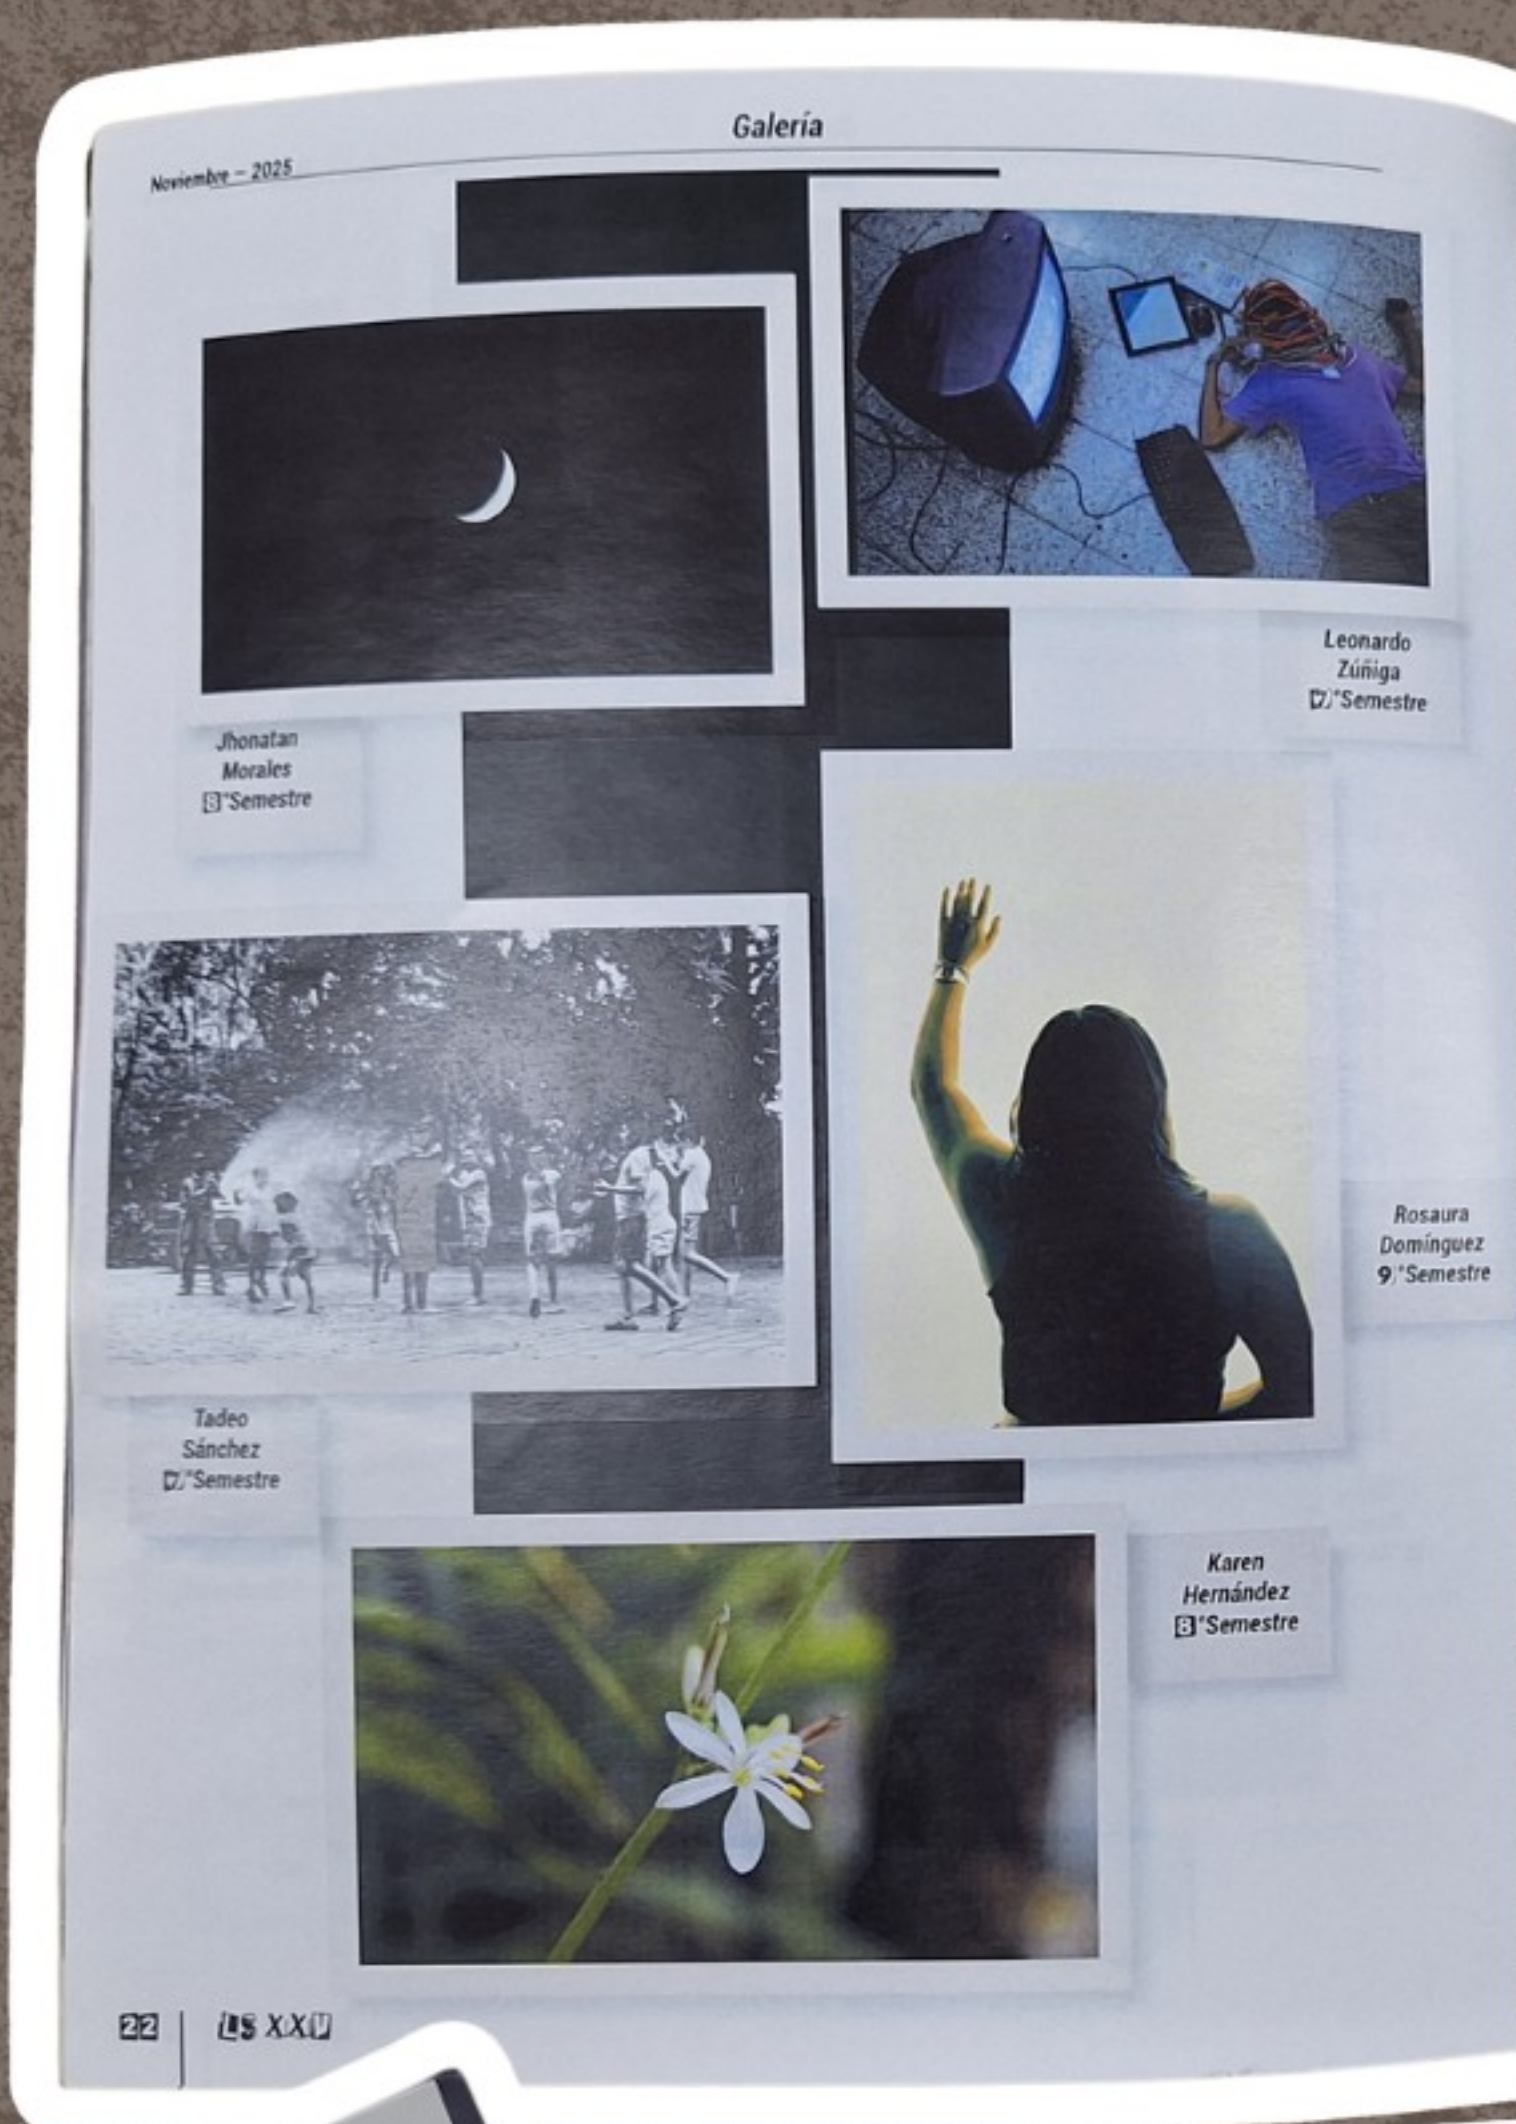 Galería
Noviembre – 2025
Leonardo
Zúñiga
7°Semestre
Jhonatan
Morales
8°Semestre
Rosaura
Domínguez
9°Semestre
Tadeo
Sánchez
7°Semestre
Karen
Hernández
8°Semestre
22 LS XXV